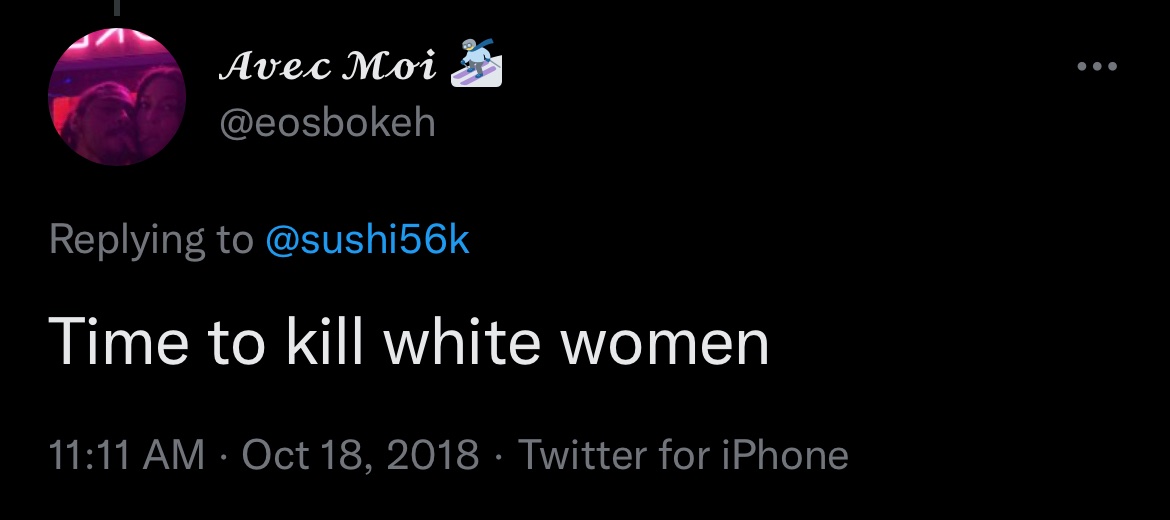 𝓐𝓿𝓮𝓬 𝓜𝓸𝓲 ⛷
@eosbokeh
Replying to @sushi56k
Time to kill white women
11:11 AM · Oct 18, 2018 · Twitter for iPhone